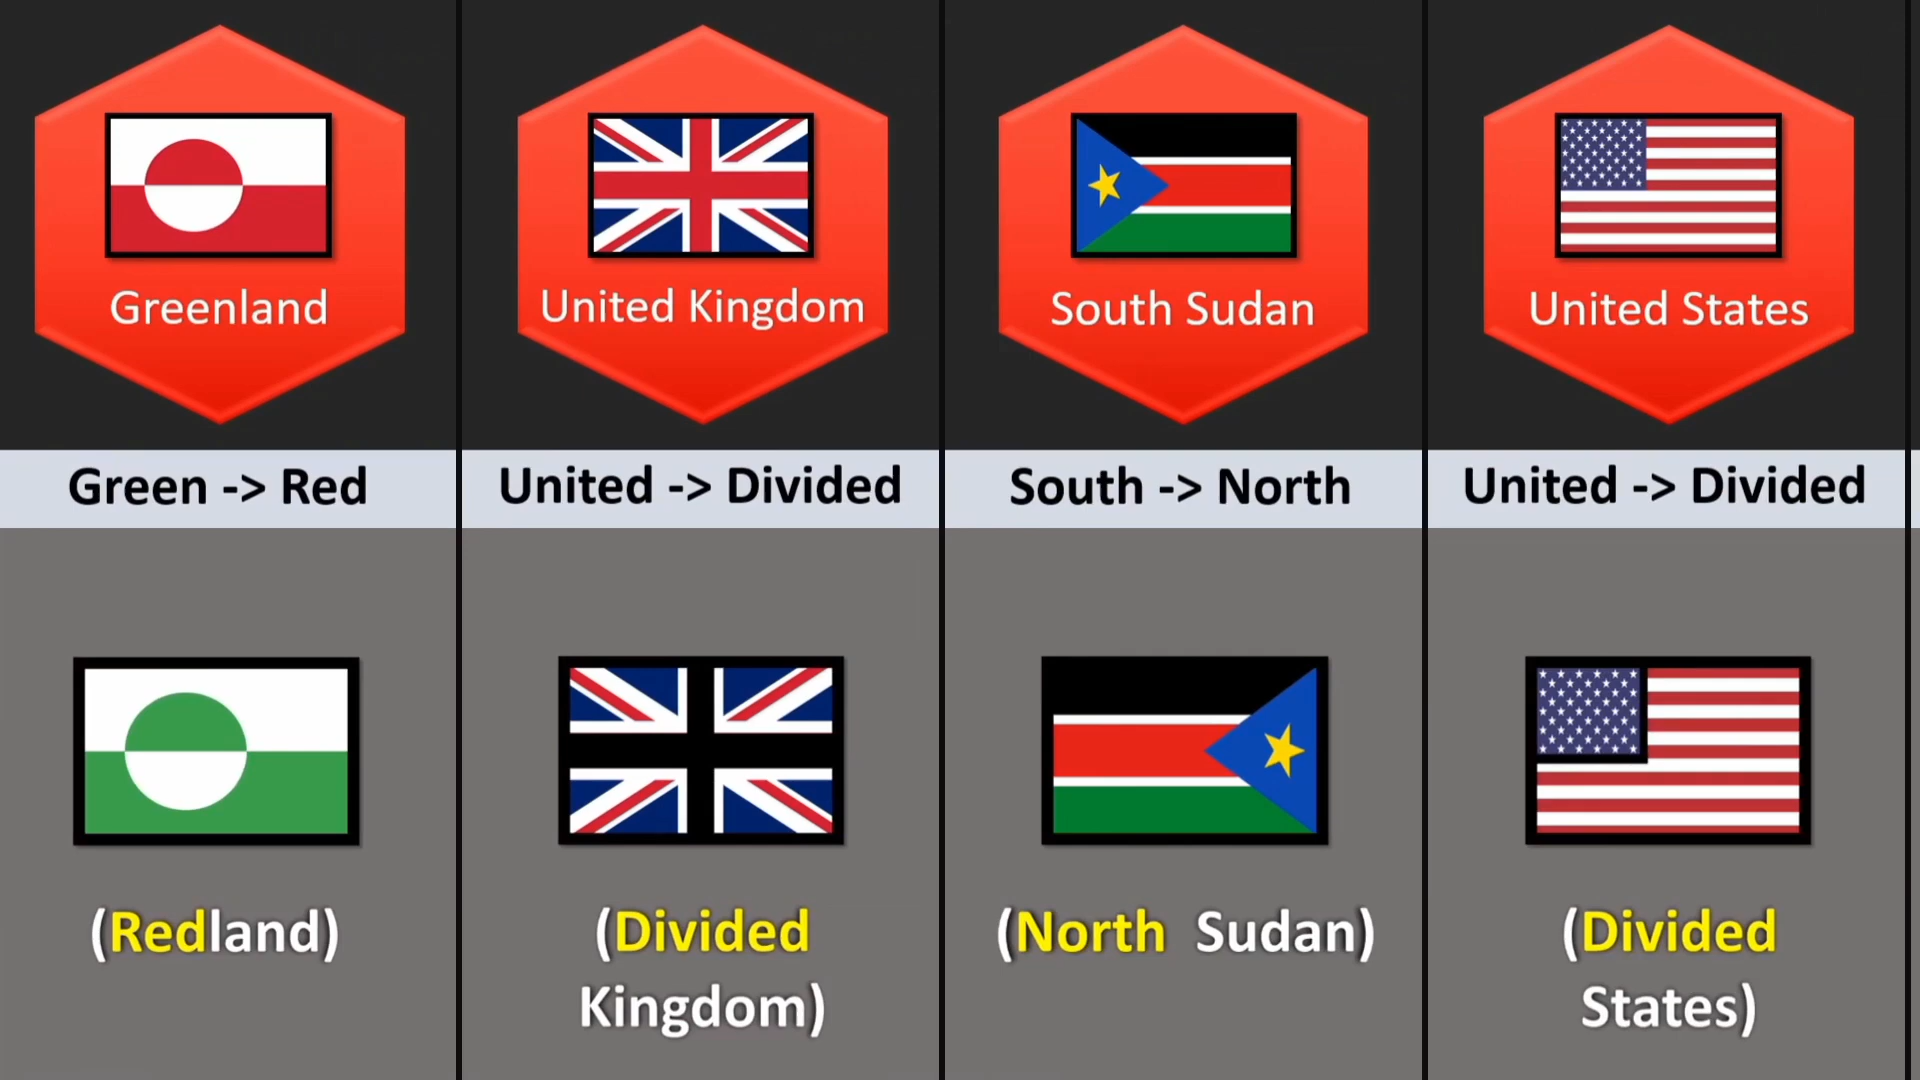 Greenland
United Kingdom
South Sudan
United States
Green -> Red
United -> Divided
South -> North
United -> Divided
(Redland)
(Divided
Kingdom)
(North Sudan)
(Divided
States)